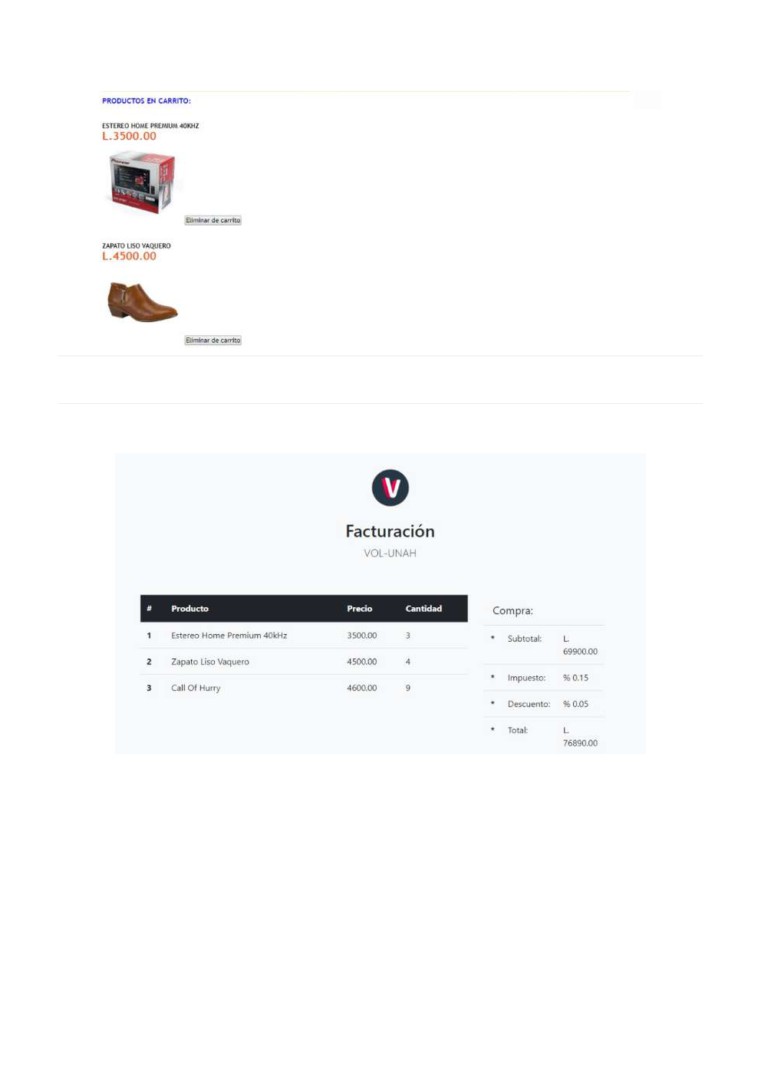 PRODUCTOS EN CARRITO:
ESTEREO HOME PREMIUM 40KHZ
L.3500.00
Eliminar de carrito
ZAPATO LISO VAQUERO
L.4500.00
Eliminar de carrito
V
Facturación
VOL-UNAH
# Producto Precio Cantidad
1 Estereo Home Premium 40kHz 3500.00 3
2 Zapato Liso Vaquero 4500.00 4
3 Call Of Hurry 4600.00 9
Compra:
* Subtotal: L.
69900.00
* Impuesto: % 0.15
* Descuento: % 0.05
* Total: L.
76890.00